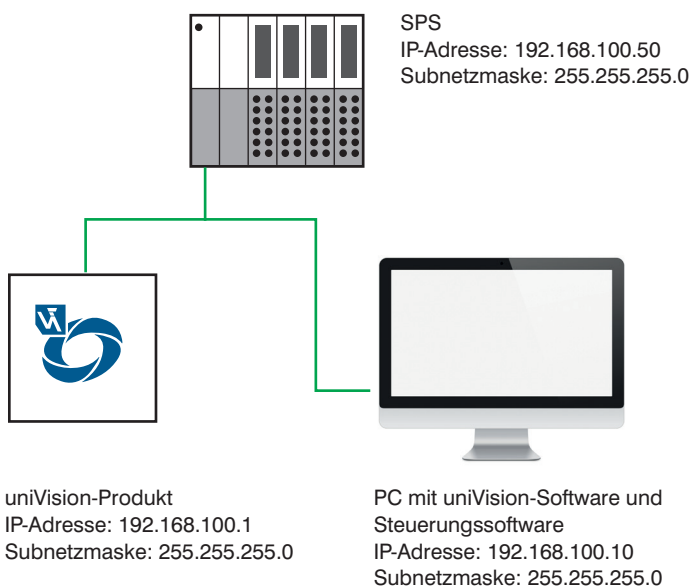 SPS
IP-Adresse: 192.168.100.50
Subnetzmaske: 255.255.255.0
uniVision-Produkt
IP-Adresse: 192.168.100.1
Subnetzmaske: 255.255.255.0
PC mit uniVision-Software und
Steuerungssoftware
IP-Adresse: 192.168.100.10
Subnetzmaske: 255.255.255.0